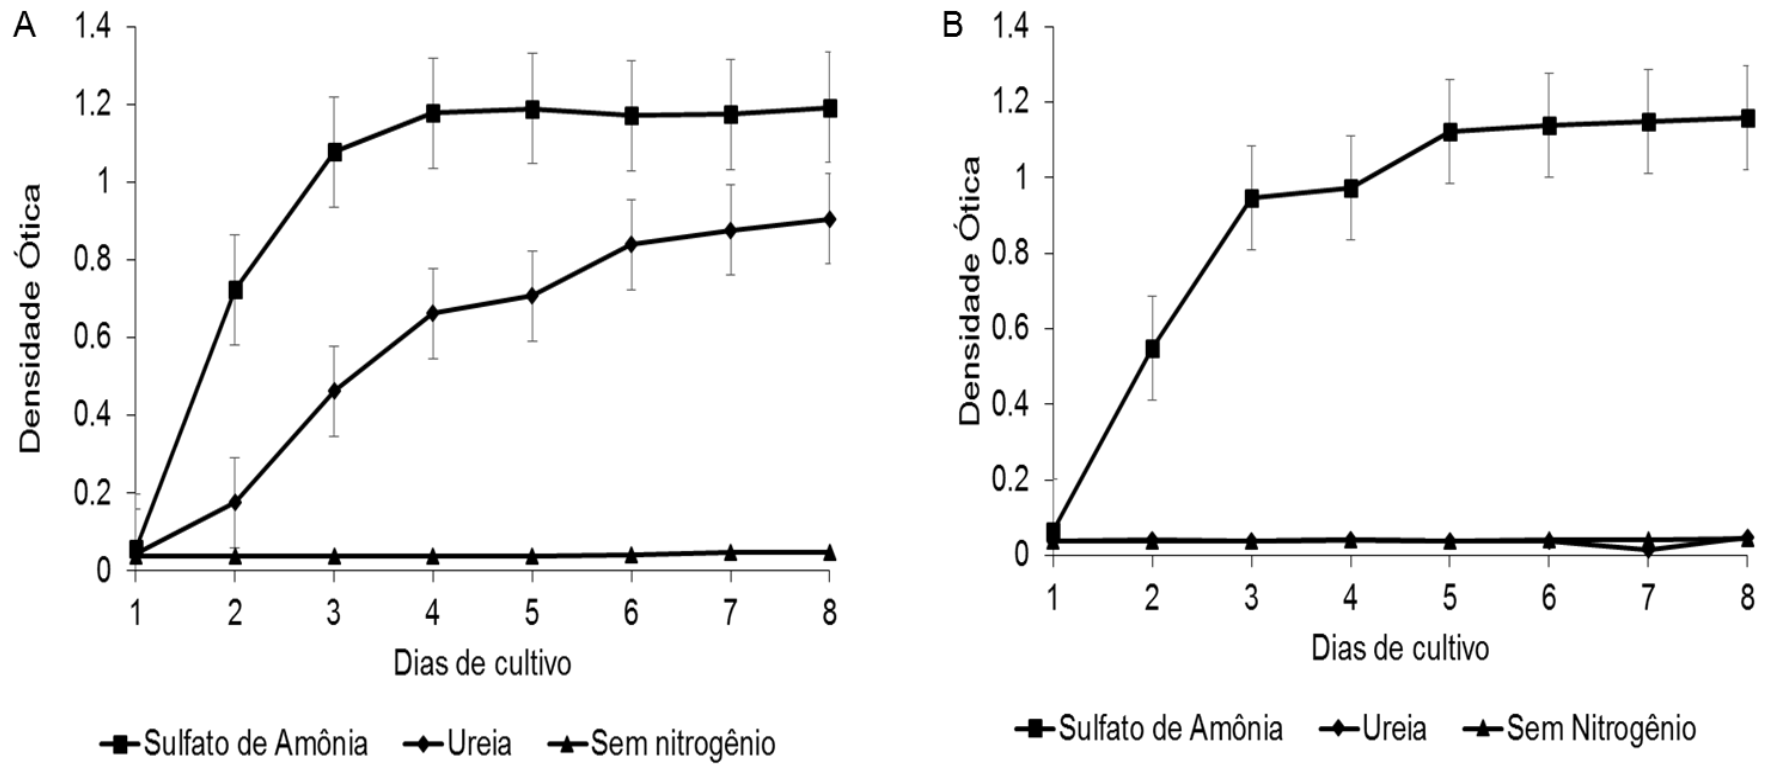 A
1.4
1.2
1
0.8
0.6
0.4
0.2
0
Densidade Ótica
1 2 3 4 5 6 7 8
Dias de cultivo
Sulfato de Amônia Ureia Sem nitrogênio
B
1.4
1.2
1
0.8
0.6
0.4
0.2
0
Densidade Ótica
1 2 3 4 5 6 7 8
Dias de cultivo
Sulfato de Amônia Ureia Sem Nitrogênio